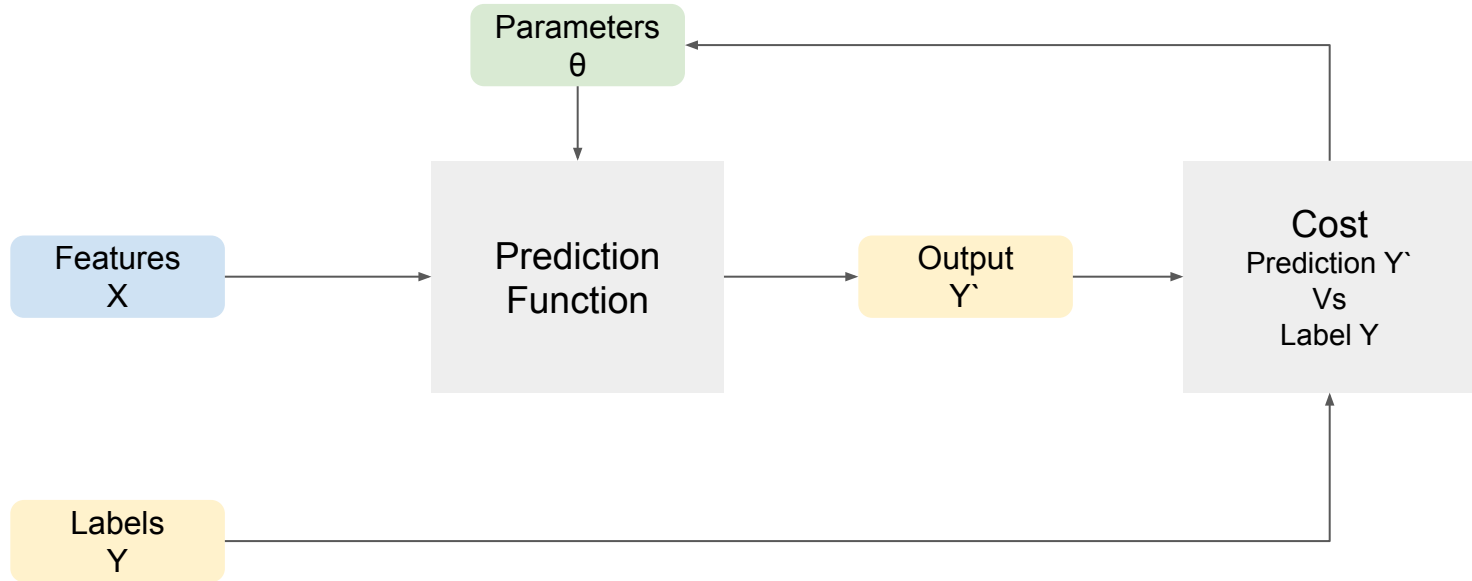 Parameters
θ
Features
X
Prediction
Function
Output
Y`
Cost
Prediction Y`
Vs
Label Y
Labels
Y